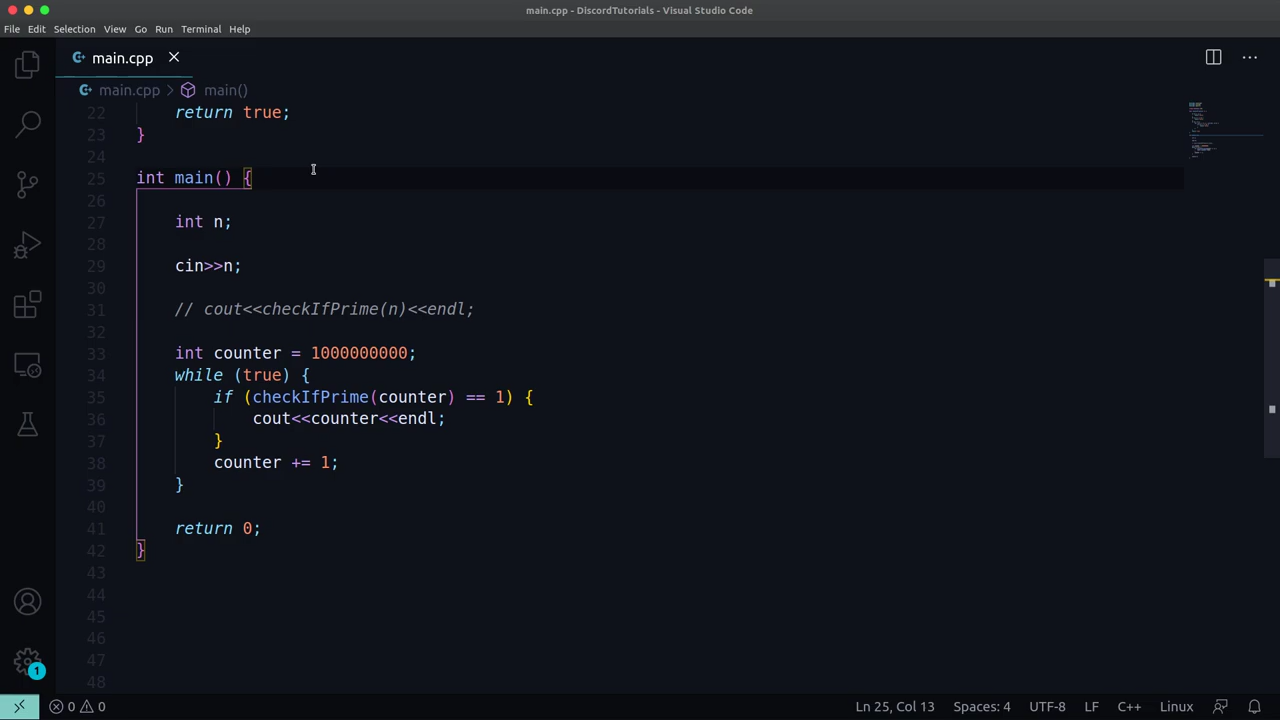 main.cpp - DiscordTutorials - Visual Studio Code
File Edit Selection View Go Run Terminal Help
main.cpp
main.cpp > main()
22 return true;
23 }
24
25 int main() {
26
27 int n;
28
29 cin>>n;
30
31 // cout<<checkIfPrime(n)<<endl;
32
33 int counter = 1000000000;
34 while (true) {
35 if (checkIfPrime(counter) == 1) {
36 cout<<counter<<endl;
37 }
38 counter += 1;
39 }
40
41 return 0;
42 }
43
44
45
46
47
48
1
0 0 Ln 25, Col 13 Spaces: 4 UTF-8 LF C++ Linux